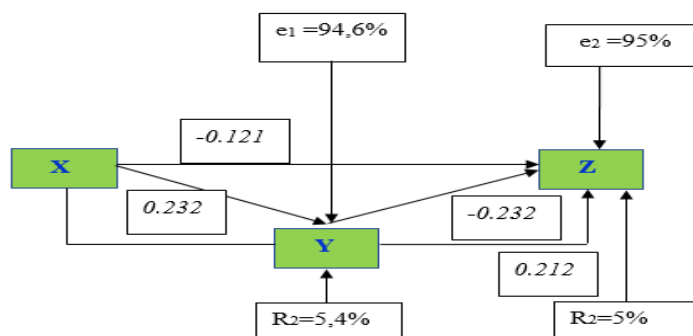 e₁ =94,6%
e₂ =95%
-0.121
X
Z
0.232
-0.232
Y
0.212
R₂=5,4%
R₂=5%